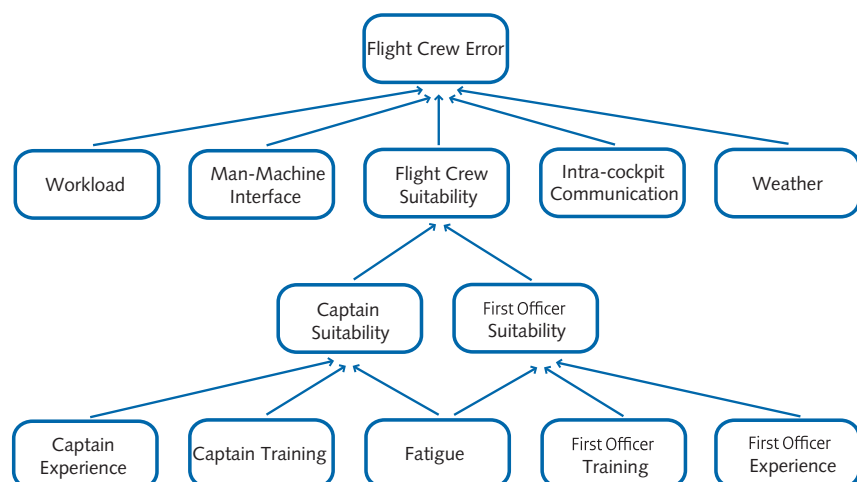 Flight Crew Error
Workload
Man-Machine
Interface
Flight Crew
Suitability
Intra-cockpit
Communication
Weather
Captain
Suitability
First Officer
Suitability
Captain
Experience
Captain Training
Fatigue
First Officer
Training
First Officer
Experience